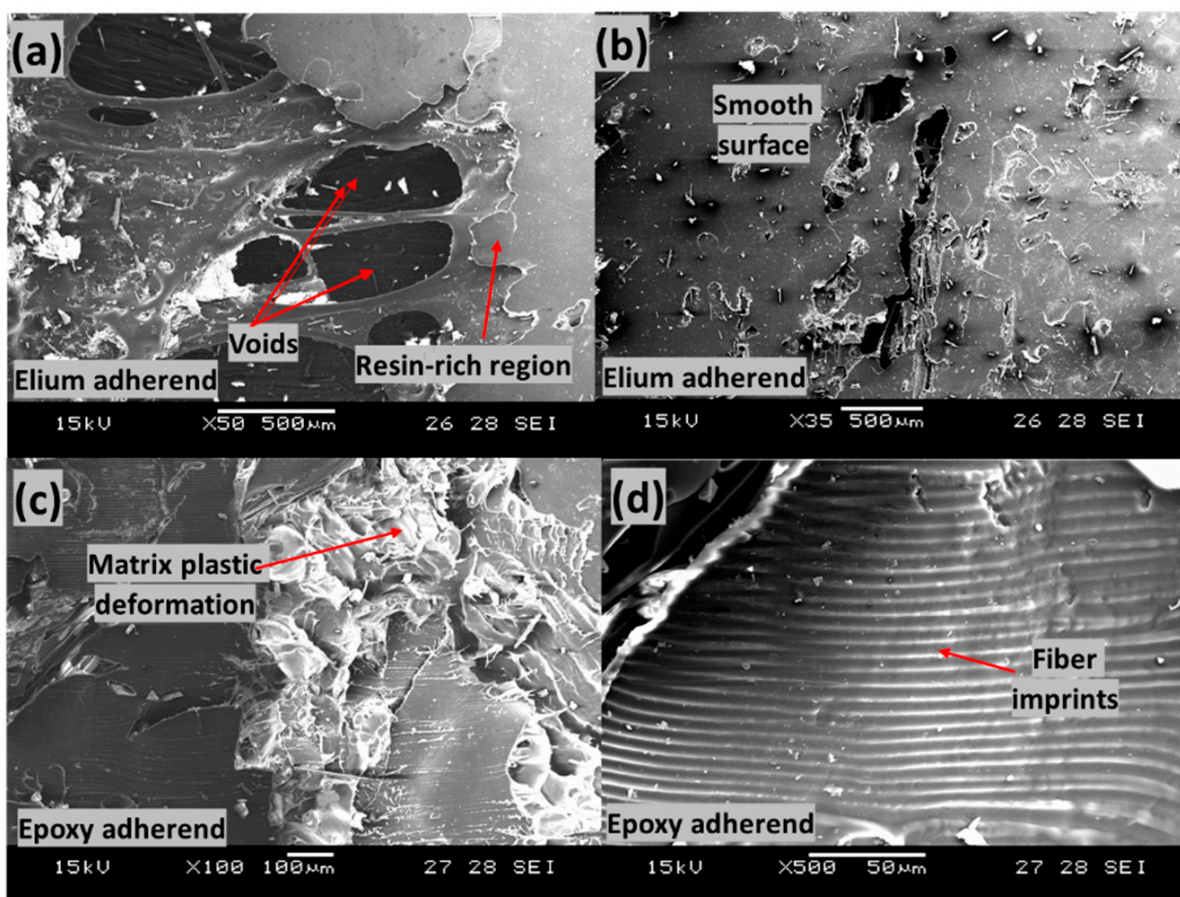 (a)
Voids
Resin-rich region
Elium adherend
15kV X50 500µm 26 28 SEI
(b)
Smooth
surface
Elium adherend
15kV X35 500µm 26 28 SEI
(c)
Matrix plastic
deformation
Epoxy adherend
15kV X100 100µm 27 28 SEI
(d)
Fiber
imprints
Epoxy adherend
15kV X500 50µm 27 28 SEI